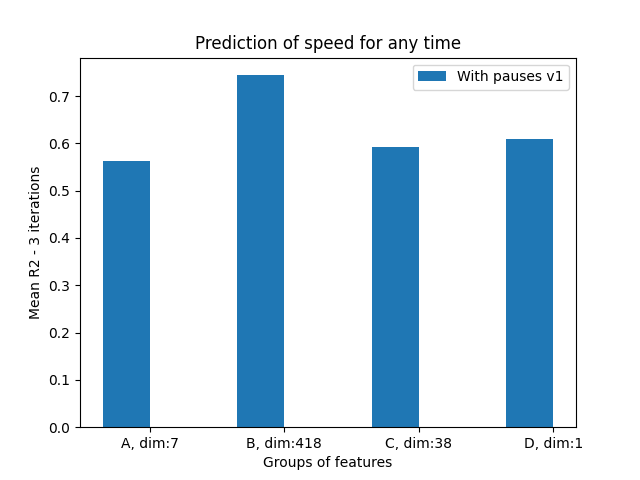 Prediction of speed for any time
With pauses v1
Mean R2 - 3 iterations
0.7
0.6
0.5
0.4
0.3
0.2
0.1
0.0
A, dim:7
B, dim:418
C, dim:38
D, dim:1
Groups of features